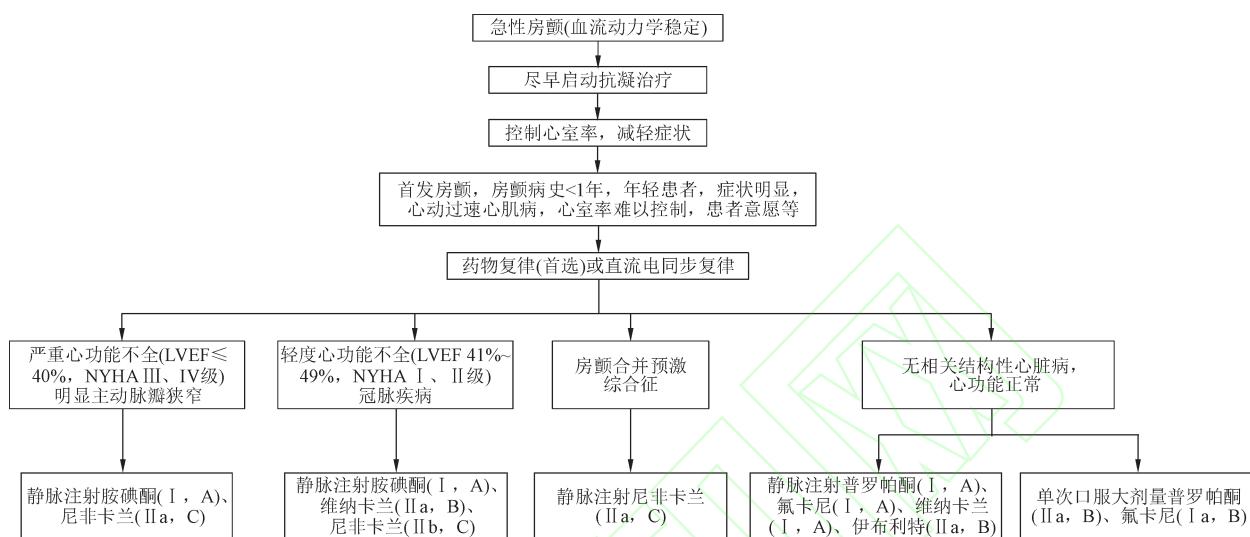 急性房颤(血流动力学稳定)
尽早启动抗凝治疗
控制心室率，减轻症状
首发房颤，房颤病史<1年，年轻患者，症状明显，
心动过速心肌病，心室率难以控制，患者意愿等
药物复律(首选)或直流电同步复律
严重心功能不全(LVEF≤
40%，NYHA Ⅲ、IV级)
明显主动脉瓣狭窄
轻度心功能不全(LVEF 41%~
49%，NYHA Ⅰ、Ⅱ级)
冠脉疾病
房颤合并预激
综合征
无相关结构性心脏病，
心功能正常
静脉注射胺碘酮(Ⅰ，A)、
尼非卡兰(Ⅱa，C)
静脉注射胺碘酮(Ⅰ，A)、
维纳卡兰(Ⅱa，B)、
尼非卡兰(Ⅱb，C)
静脉注射尼非卡兰
(Ⅱa，C)
静脉注射普罗帕酮(Ⅰ，A)、
氟卡尼(Ⅰ，A)、维纳卡兰
(Ⅰ，A)、伊布利特(Ⅱa，B)
单次口服大剂量普罗帕酮
(Ⅱa，B)、氟卡尼(Ⅰa，B)